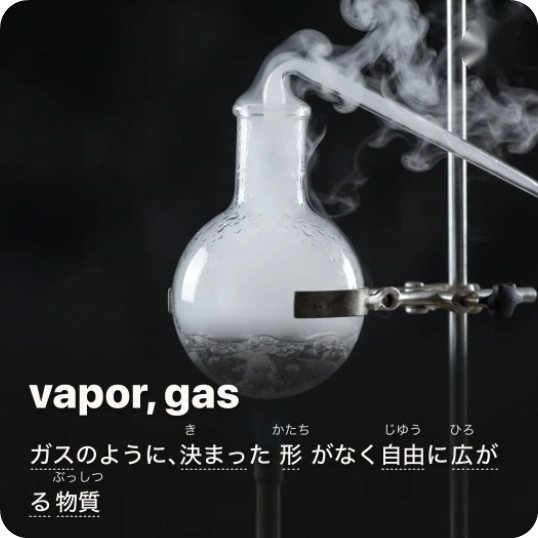 vapor, gas
き かたち じゆう ひろ
ガスのように、決まった 形 がなく自由に広が
ぶっしつ
る 物質